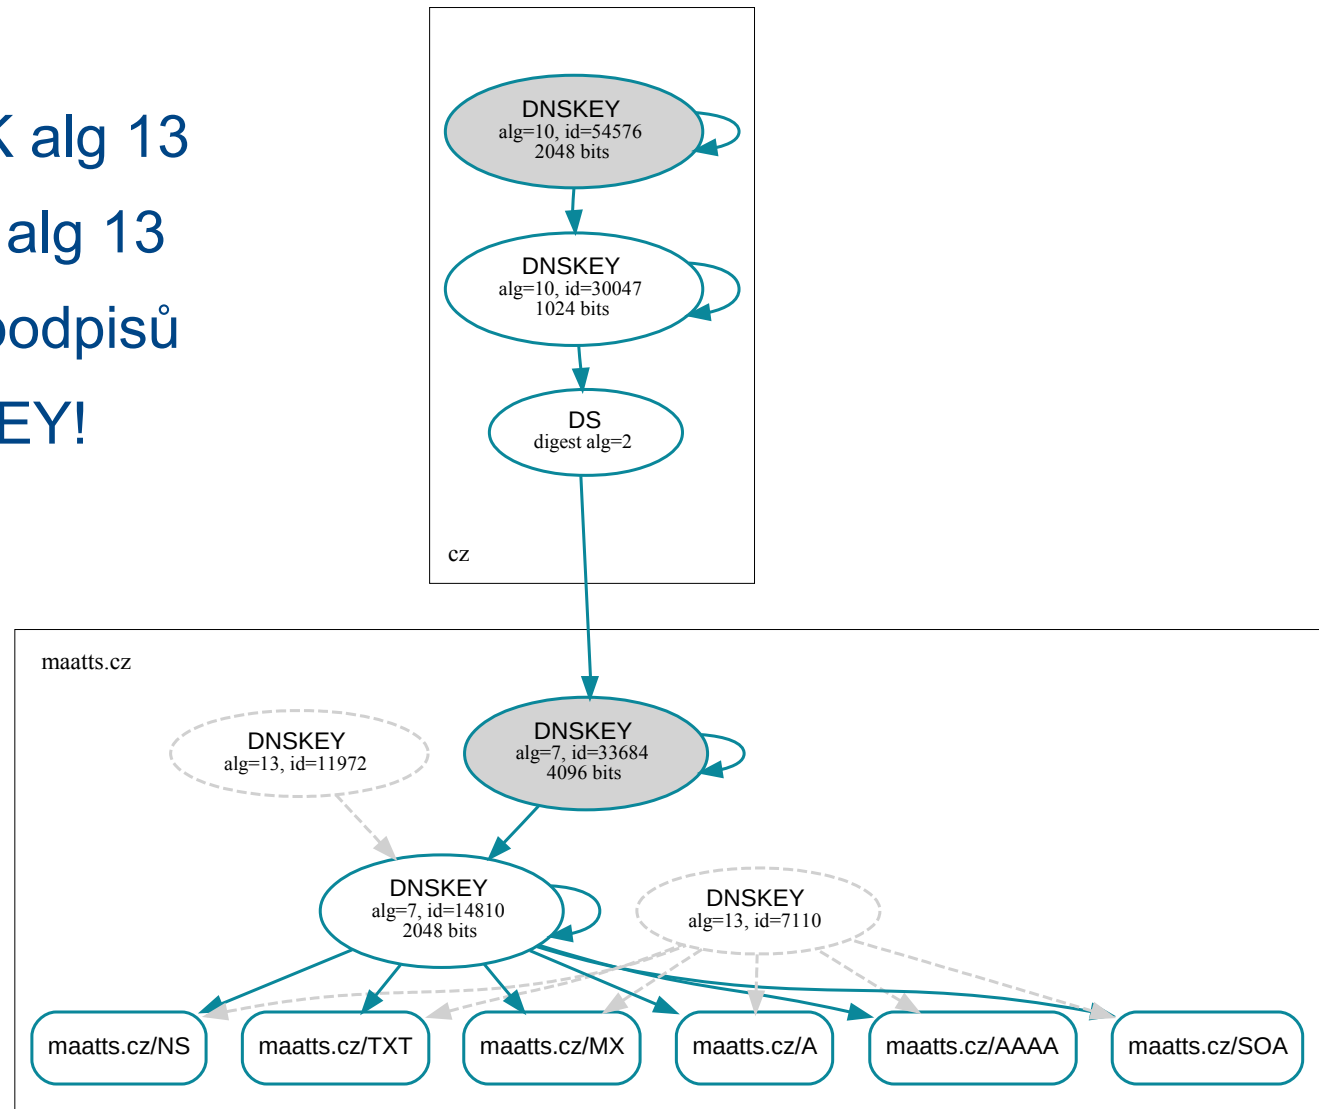 K alg 13
alg 13
podpisů
EY!
DNSKEY
alg=10, id=54576
2048 bits
DNSKEY
alg=10, id=30047
1024 bits
DS
digest alg=2
cz
maatts.cz
DNSKEY
alg=13, id=11972
DNSKEY
alg=7, id=33684
4096 bits
DNSKEY
alg=7, id=14810
2048 bits
DNSKEY
alg=13, id=7110
maatts.cz/NS
maatts.cz/TXT
maatts.cz/MX
maatts.cz/A
maatts.cz/AAAA
maatts.cz/SOA